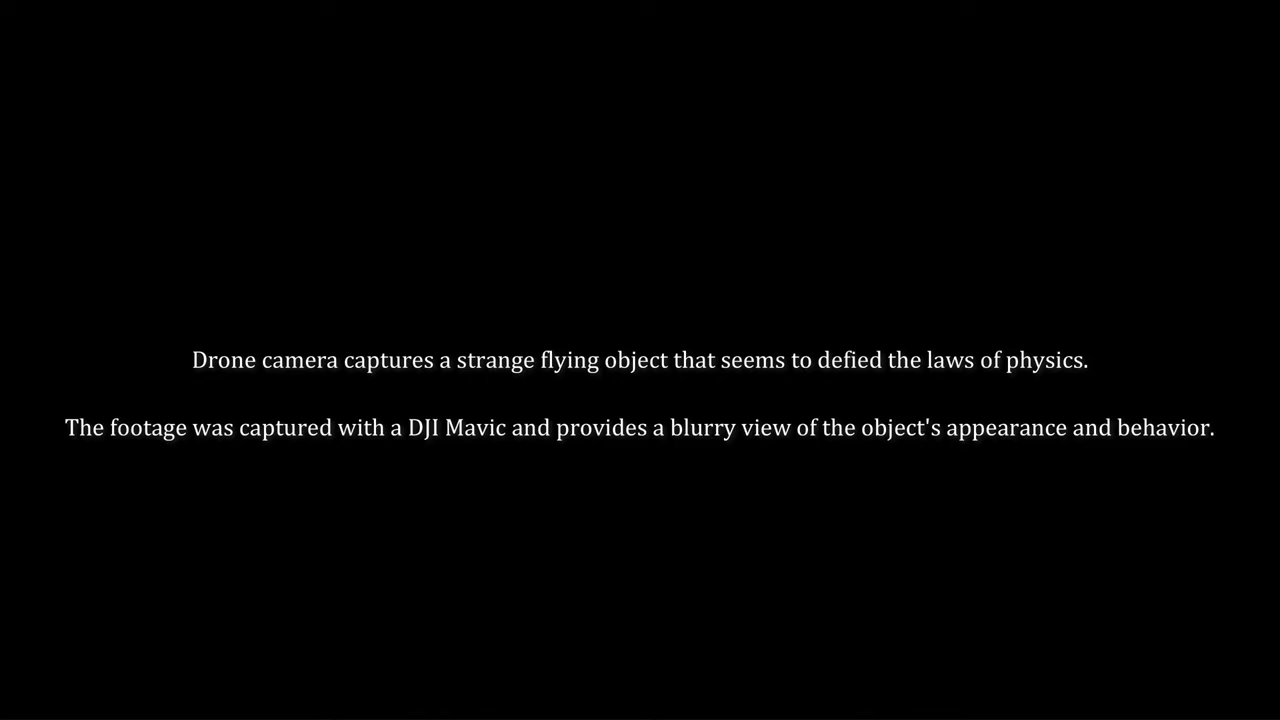 Drone camera captures a strange flying object that seems to defied the laws of physics.
The footage was captured with a DJI Mavic and provides a blurry view of the object's appearance and behavior.